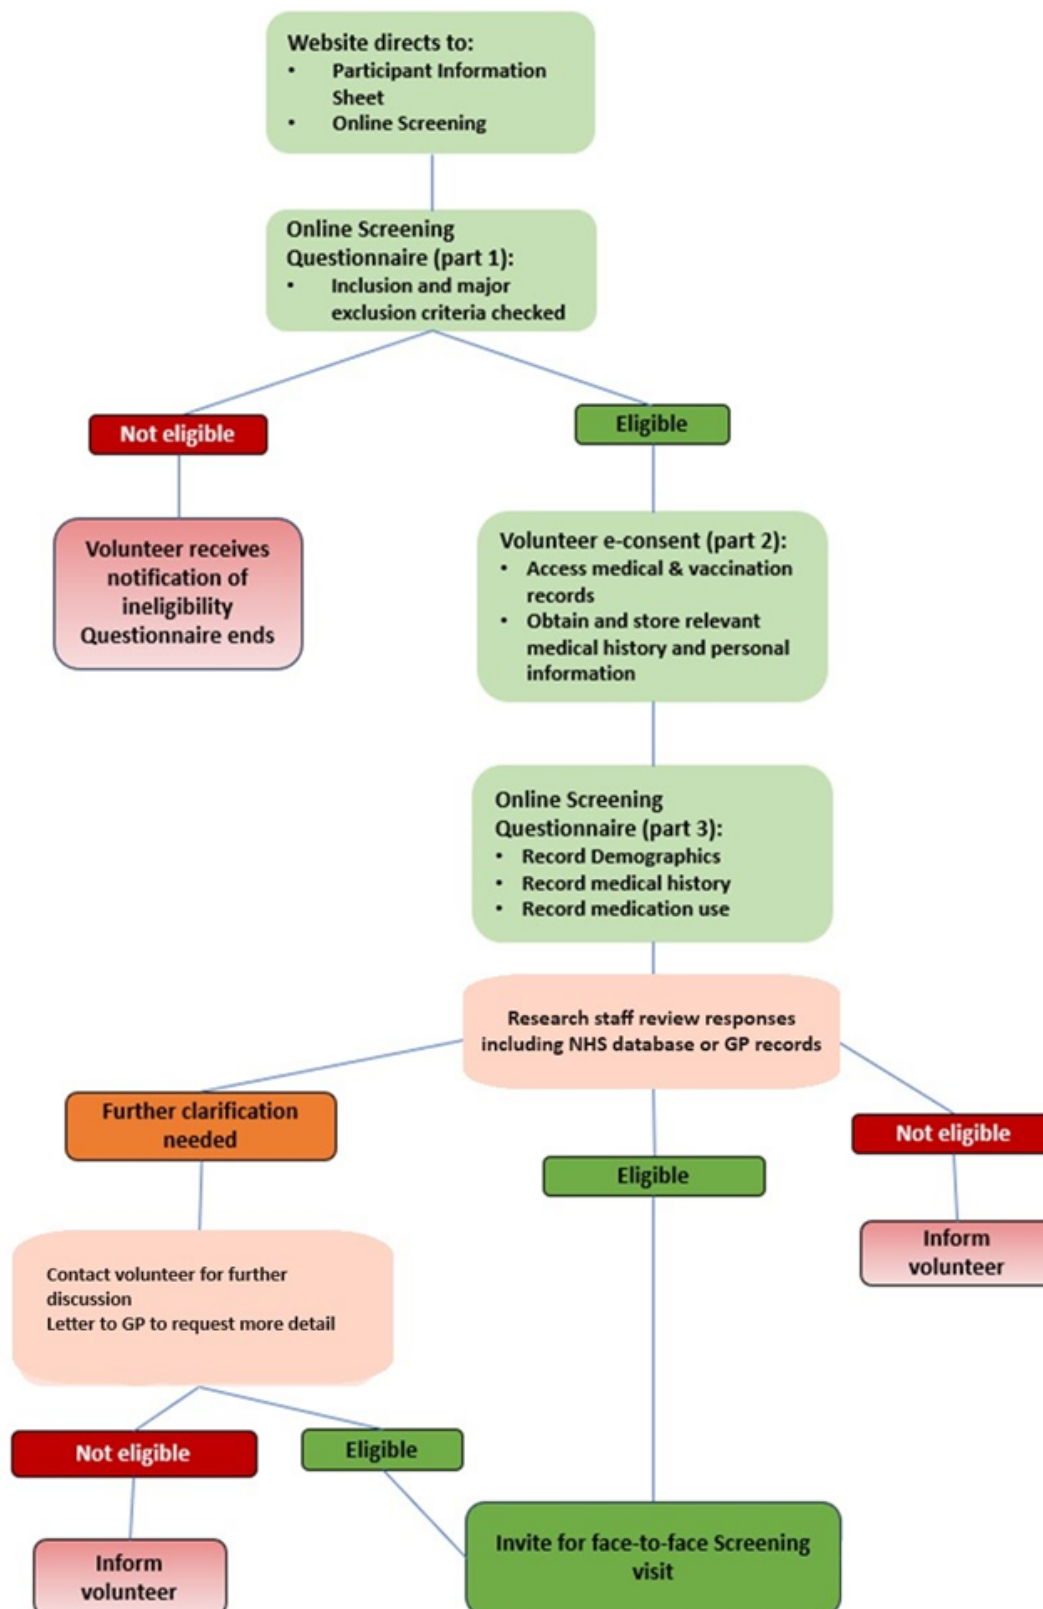 Website directs to:
• Participant Information
Sheet
• Online Screening
Online Screening
Questionnaire (part 1):
• Inclusion and major
exclusion criteria checked
Not eligible
Eligible
Volunteer receives
notification of
ineligibility
Questionnaire ends
Volunteer e-consent (part 2):
• Access medical & vaccination
records
• Obtain and store relevant
medical history and personal
information
Online Screening
Questionnaire (part 3):
• Record Demographics
• Record medical history
• Record medication use
Research staff review responses
including NHS database or GP records
Further clarification
needed
Eligible
Not eligible
Inform
volunteer
Contact volunteer for further
discussion
Letter to GP to request more detail
Not eligible
Eligible
Inform
volunteer
Invite for face-to-face Screening
visit